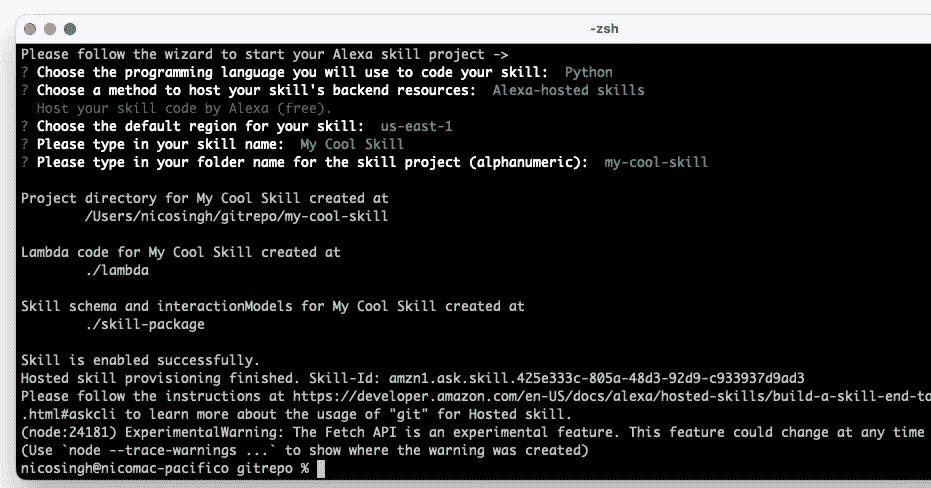 -zsh
Please follow the wizard to start your Alexa skill project ->
? Choose the programming language you will use to code your skill:  Python
? Choose a method to host your skill's backend resources:  Alexa-hosted skills
  Host your skill code by Alexa (free).
? Choose the default region for your skill:  us-east-1
? Please type in your skill name:  My Cool Skill
? Please type in your folder name for the skill project (alphanumeric):  my-cool-skill
Project directory for My Cool Skill created at
        /Users/nicosingh/gitrepo/my-cool-skill
Lambda code for My Cool Skill created at
        ./lambda
Skill schema and interactionModels for My Cool Skill created at
        ./skill-package
Skill is enabled successfully.
Hosted skill provisioning finished. Skill-Id: amzn1.ask.skill.425e333c-805a-48d3-92d9-c933937d9ad3
Please follow the instructions at https://developer.amazon.com/en-US/docs/alexa/hosted-skills/build-a-skill-end-to
.html#askcli to learn more about the usage of "git" for Hosted skill.
(node:24181) ExperimentalWarning: The Fetch API is an experimental feature. This feature could change at any time
(Use `node --trace-warnings ...` to show where the warning was created)
nicosingh@nicomac-pacifico gitrepo %